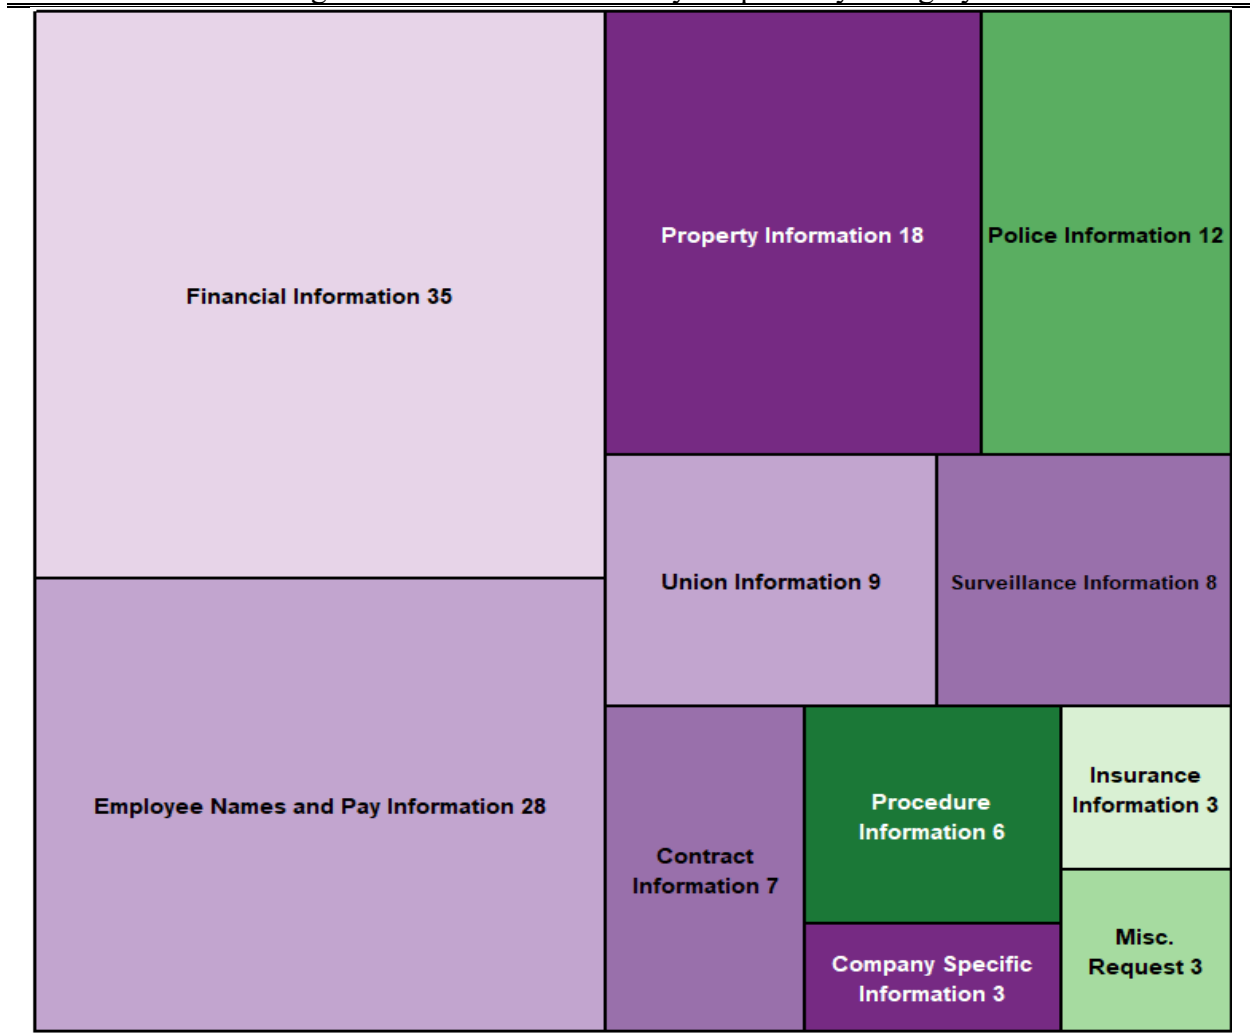 Financial Information 35
Property Information 18
Police Information 12
Union Information 9
Surveillance Information 8
Employee Names and Pay Information 28
Contract
Information 7
Procedure
Information 6
Insurance
Information 3
Company Specific
Information 3
Misc.
Request 3